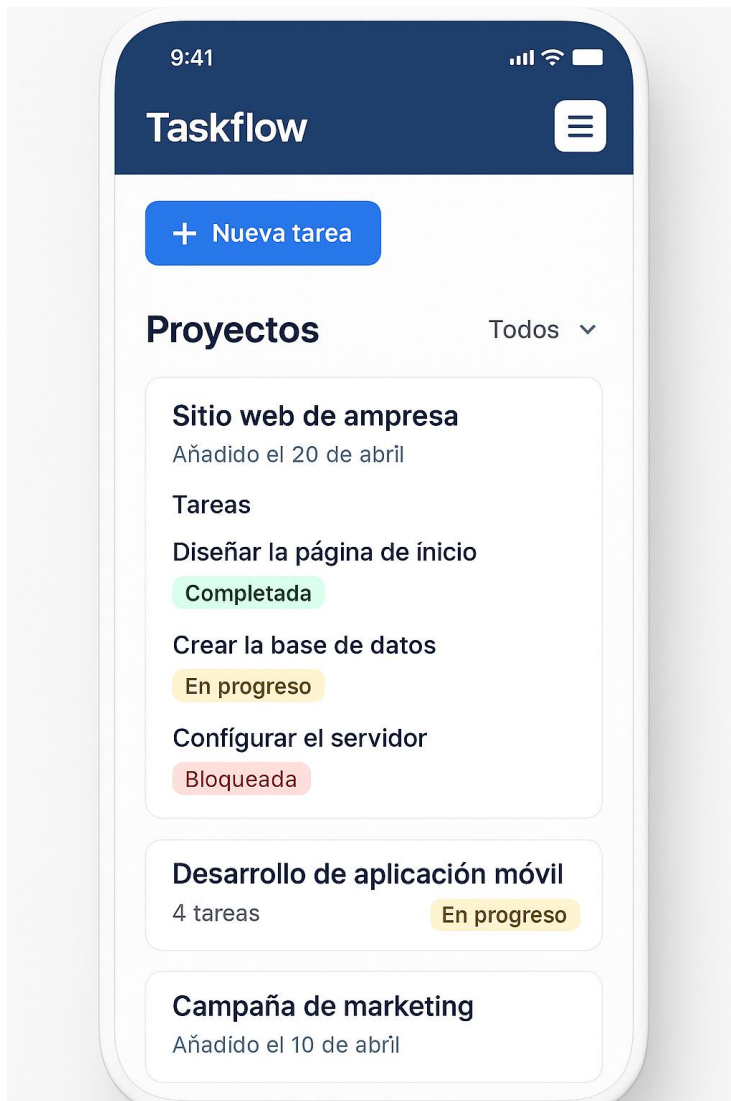 9:41
Taskflow
+ Nueva tarea
Proyectos
Todos
Sitio web de ampresa
Aňadido el 20 de abril
Tareas
Diseñar la página de ínicio
Completada
Crear la base de datos
En progreso
Confígurar el servidor
Bloqueada
Desarrollo de aplicación móvil
4 tareas
En progreso
Campaña de marketing
Aňadido el 10 de abril